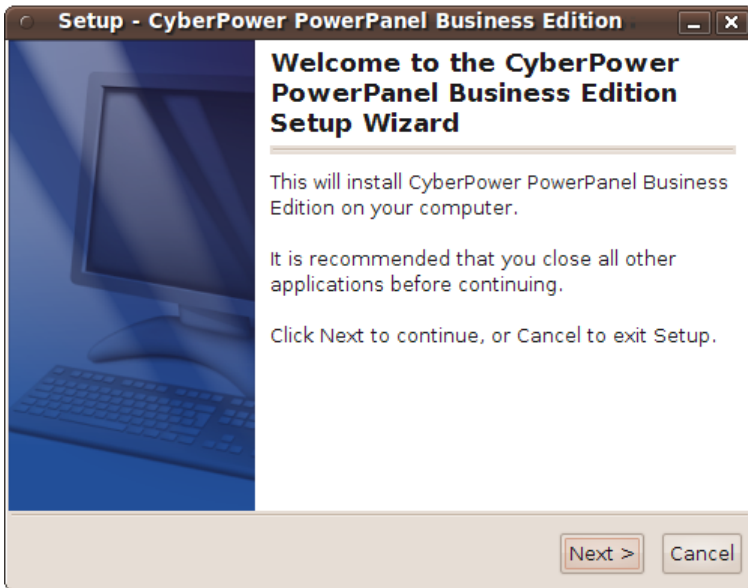 Setup - CyberPower PowerPanel Business Edition
Welcome to the CyberPower
PowerPanel Business Edition
Setup Wizard
This will install CyberPower PowerPanel Business
Edition on your computer.
It is recommended that you close all other
applications before continuing.
Click Next to continue, or Cancel to exit Setup.
Next >
Cancel